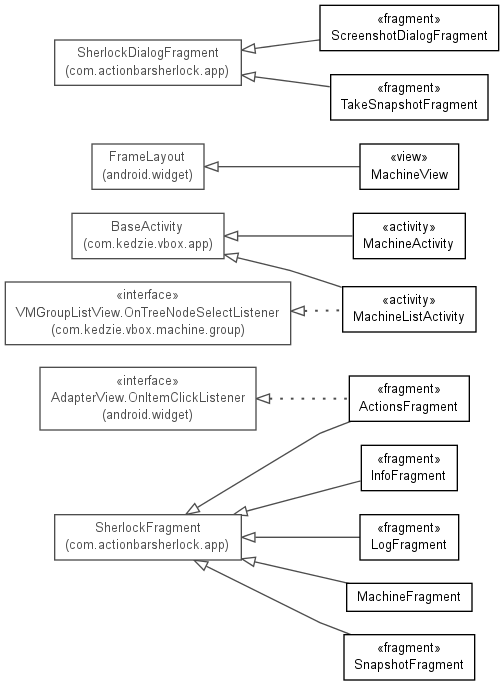 «fragment»
ScreenshotDialogFragment
SherlockDialogFragment
(com.actionbarsherlock.app)
«fragment»
TakeSnapshotFragment
FrameLayout
(android.widget)
«view»
MachineView
BaseActivity
(com.kedzie.vbox.app)
«activity»
MachineActivity
«interface»
VMGroupListView.OnTreeNodeSelectListener
(com.kedzie.vbox.machine.group)
«activity»
MachineListActivity
«interface»
AdapterView.OnItemClickListener
(android.widget)
«fragment»
ActionsFragment
«fragment»
InfoFragment
SherlockFragment
(com.actionbarsherlock.app)
«fragment»
LogFragment
MachineFragment
«fragment»
SnapshotFragment